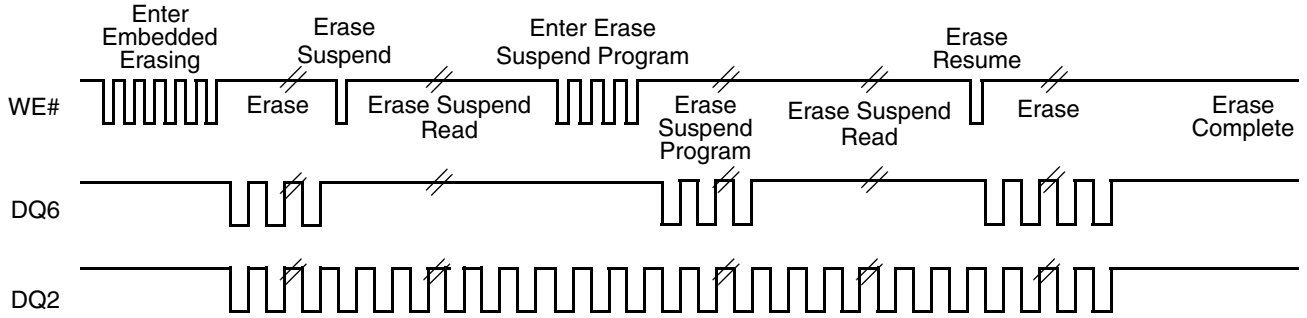 Enter
Embedded
Erasing
Erase
Suspend
Enter Erase
Suspend Program
Erase
Resume
WE#
Erase
Erase Suspend
Read
Erase
Suspend
Program
Erase Suspend
Read
Erase
Erase
Complete
DQ6
DQ2